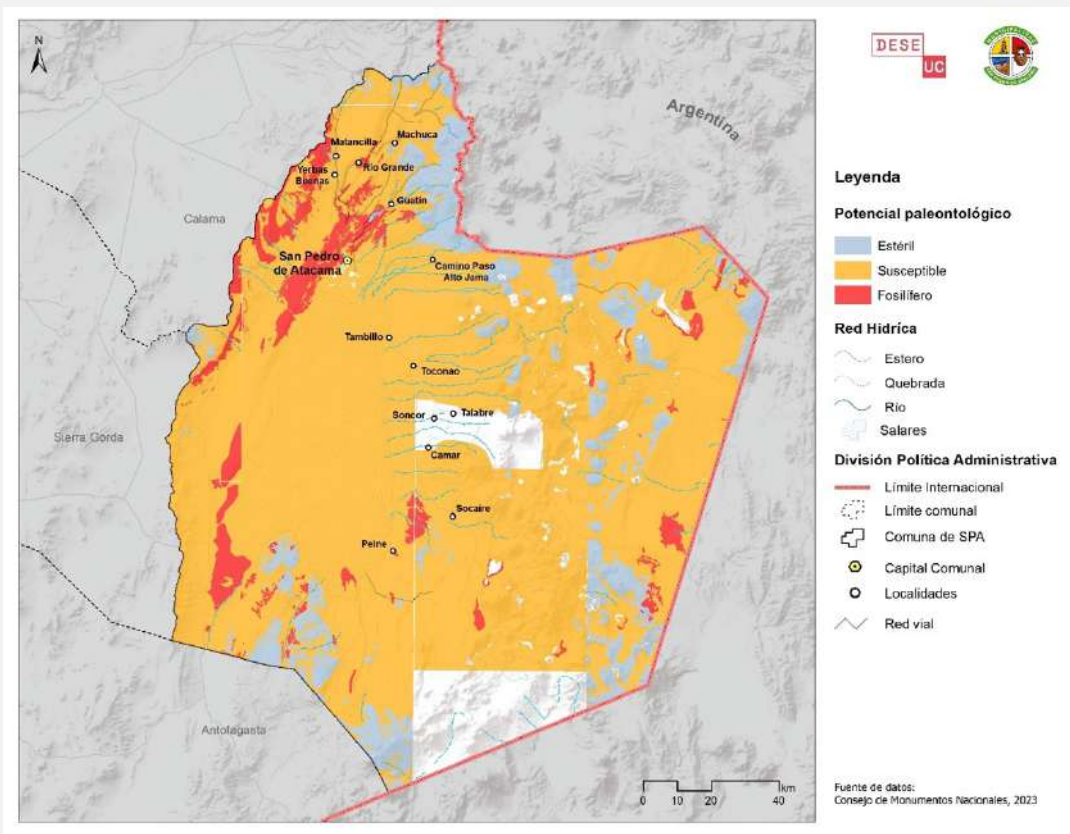 N
Argentina
Machuca
Matancilla
Río Grande
Yerbas
Buenas
Guatin
Calama
San Pedro
de Atacama
Camino Paso
Alto Jama
Tambillo
Toconao
Soncor
Talabre
Sierra Gorda
Camar
Socaire
Peine
Antofagasta
km
0 10 20 40
DESE
UC
Leyenda
Potencial paleontológico
Estéril
Susceptible
Fosilífero
Red Hidríca
Estero
Quebrada
Río
Salares
División Política Administrativa
Límite Internacional
Límite comunal
Comuna de SPA
Capital Comunal
Localidades
Red vial
Fuente de datos:
Consejo de Monumentos Nacionales, 2023